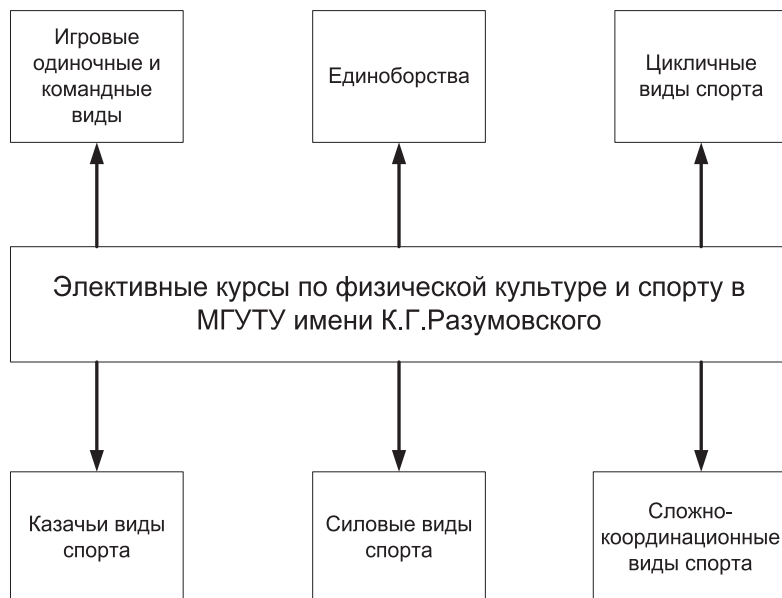 Игровые
одиночные и
командные
виды
Единоборства
Цикличные
виды спорта
Элективные курсы по физической культуре и спорту в
МГУТУ имени К.Г.Разумовского
Казачьи виды
спорта
Силовые виды
спорта
Сложно-
координационные
виды спорта